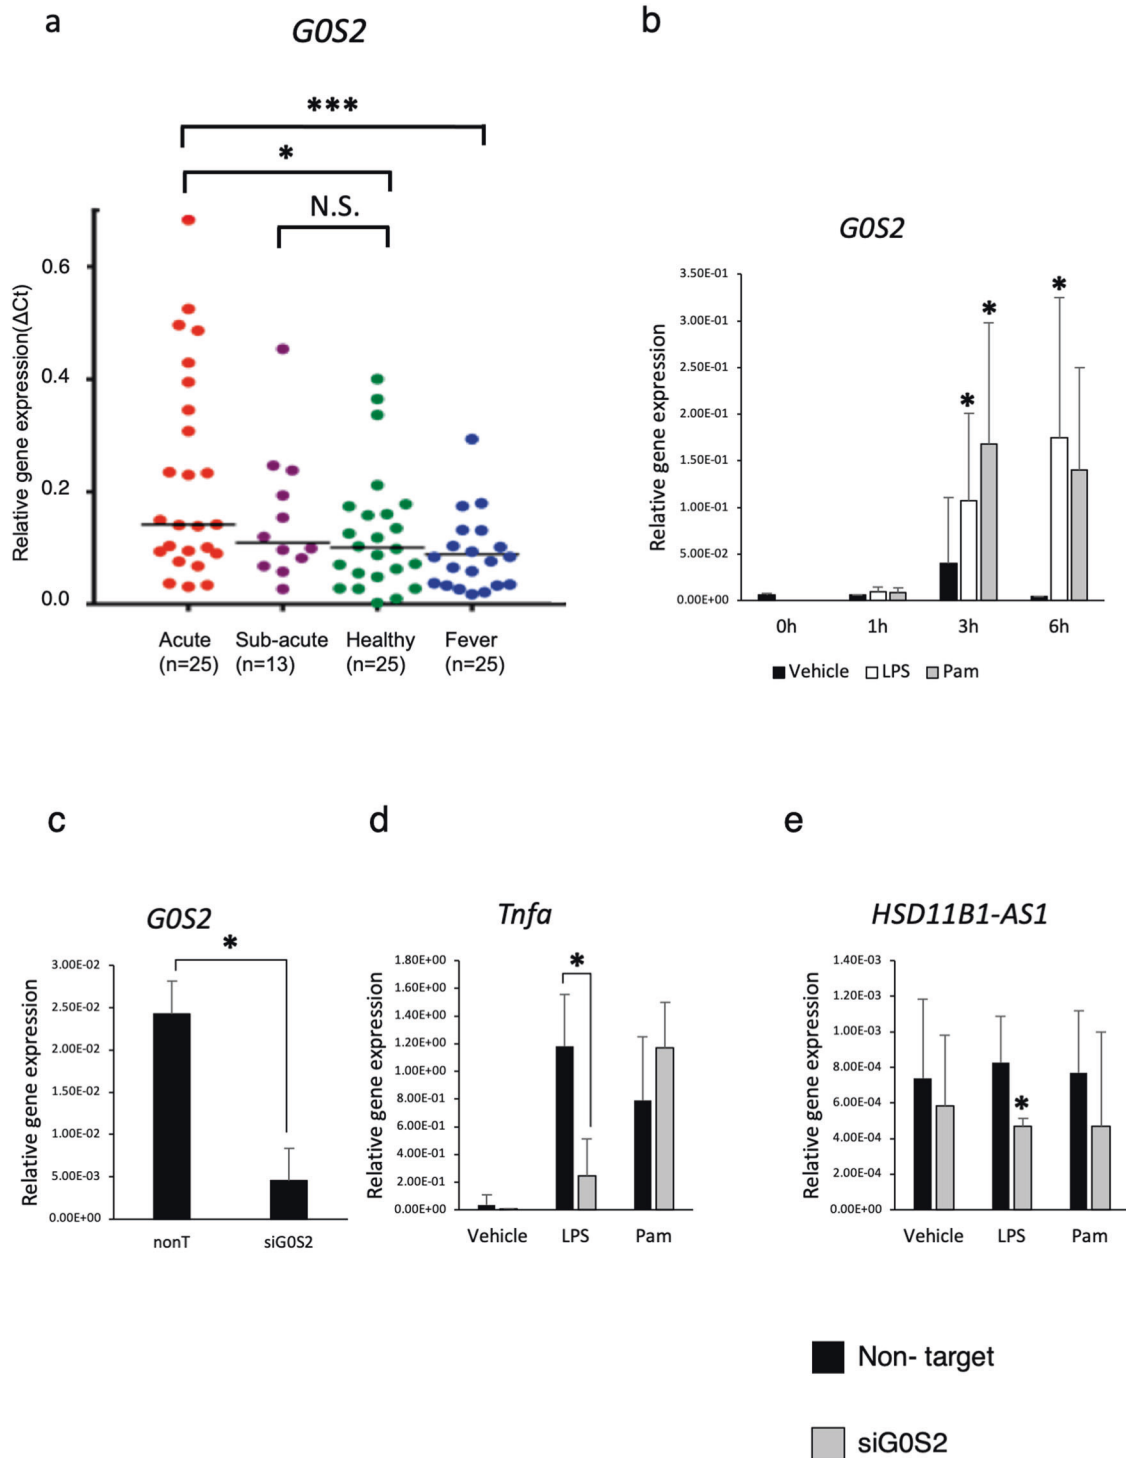 a
G0S2
***
*
N.S.
Relative gene expression(ΔCt)
0.6
0.4
0.2
0.0
Acute Sub-acute Healthy Fever
(n=25) (n=13) (n=25) (n=25)
b
G0S2
Relative gene expression
3.50E-01
3.00E-01
2.50E-01
2.00E-01
1.50E-01
1.00E-01
5.00E-02
0.00E+00
* * *
0h 1h 3h 6h
Vehicle LPS Pam
c
G0S2
*
Relative gene expression
3.00E-02
2.50E-02
2.00E-02
1.50E-02
1.00E-02
5.00E-03
0.00E+00
nonT siG0S2
d
Tnfa
*
Relative gene expression
1.80E+00
1.60E+00
1.40E+00
1.20E+00
1.00E+00
8.00E-01
6.00E-01
4.00E-01
2.00E-01
0.00E+00
Vehicle LPS Pam
e
HSD11B1-AS1
Relative gene expression
1.40E-03
1.20E-03
1.00E-03
8.00E-04
6.00E-04
4.00E-04
2.00E-04
0.00E+00
*
Vehicle LPS Pam
Non- target
siG0S2